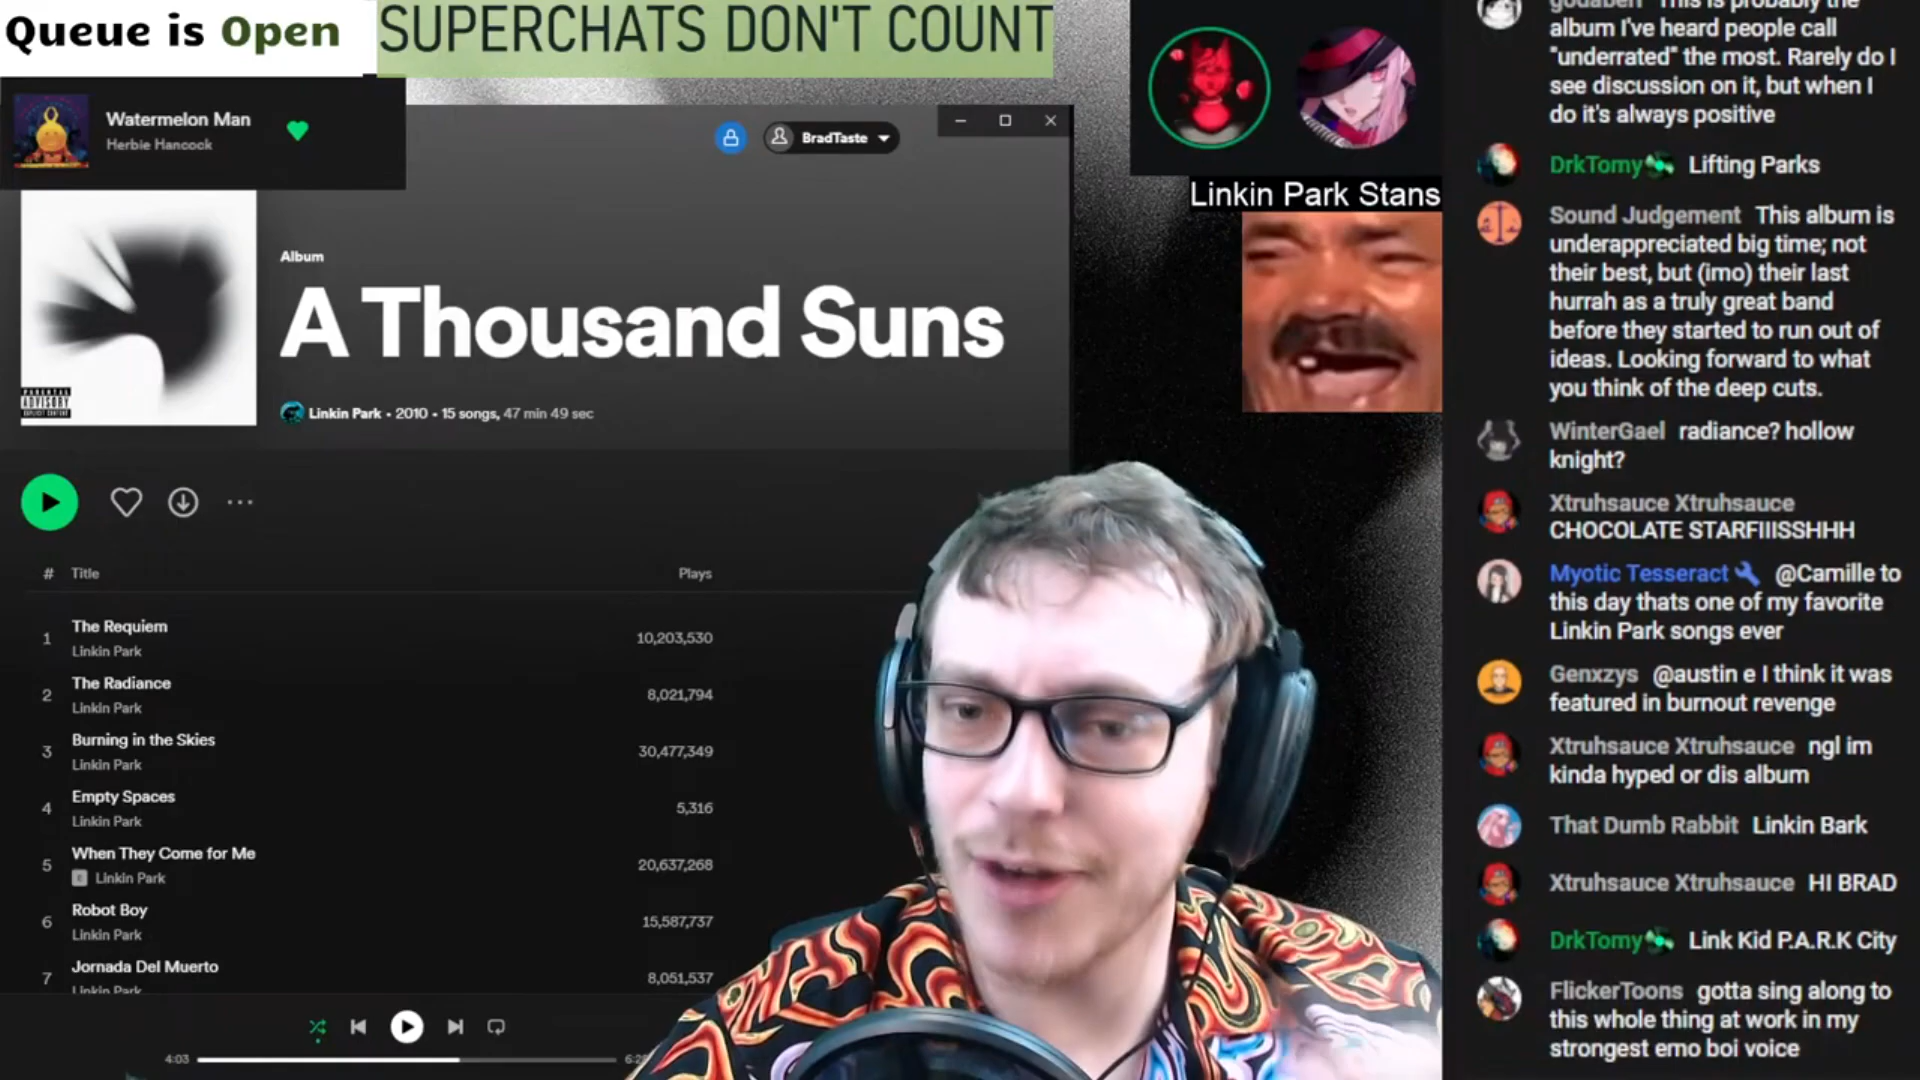 Queue is Open
SUPERCHATS DON'T COUNT
Watermelon Man
Herbie Hancock
BradTaste
Album
A Thousand Suns
Linkin Park • 2010 • 15 songs, 47 min 49 sec
PARENTAL
ADVISORY
EXPLICIT CONTENT
# Title Plays
1 The Requiem 10,203,530
Linkin Park
2 The Radiance 8,021,794
Linkin Park
3 Burning in the Skies 30,477,349
Linkin Park
4 Empty Spaces 5,316
Linkin Park
5 When They Come for Me 20,637,268
E Linkin Park
6 Robot Boy 15,587,737
Linkin Park
7 Jornada Del Muerto 8,051,537
Linkin Park
4:03
Linkin Park Stans
godaberi This is probably the
album I've heard people call
"underrated" the most. Rarely do I
see discussion on it, but when I
do it's always positive
DrkTomy Lifting Parks
Sound Judgement This album is
underappreciated big time; not
their best, but (imo) their last
hurrah as a truly great band
before they started to run out of
ideas. Looking forward to what
you think of the deep cuts.
WinterGael radiance? hollow
knight?
Xtruhsauce Xtruhsauce
CHOCOLATE STARFIIISSHHH
Myotic Tesseract @Camille to
this day thats one of my favorite
Linkin Park songs ever
Genxzys @austin e I think it was
featured in burnout revenge
Xtruhsauce Xtruhsauce ngl im
kinda hyped or dis album
That Dumb Rabbit Linkin Bark
Xtruhsauce Xtruhsauce HI BRAD
DrkTomy Link Kid P.A.R.K City
FlickerToons gotta sing along to
this whole thing at work in my
strongest emo boi voice